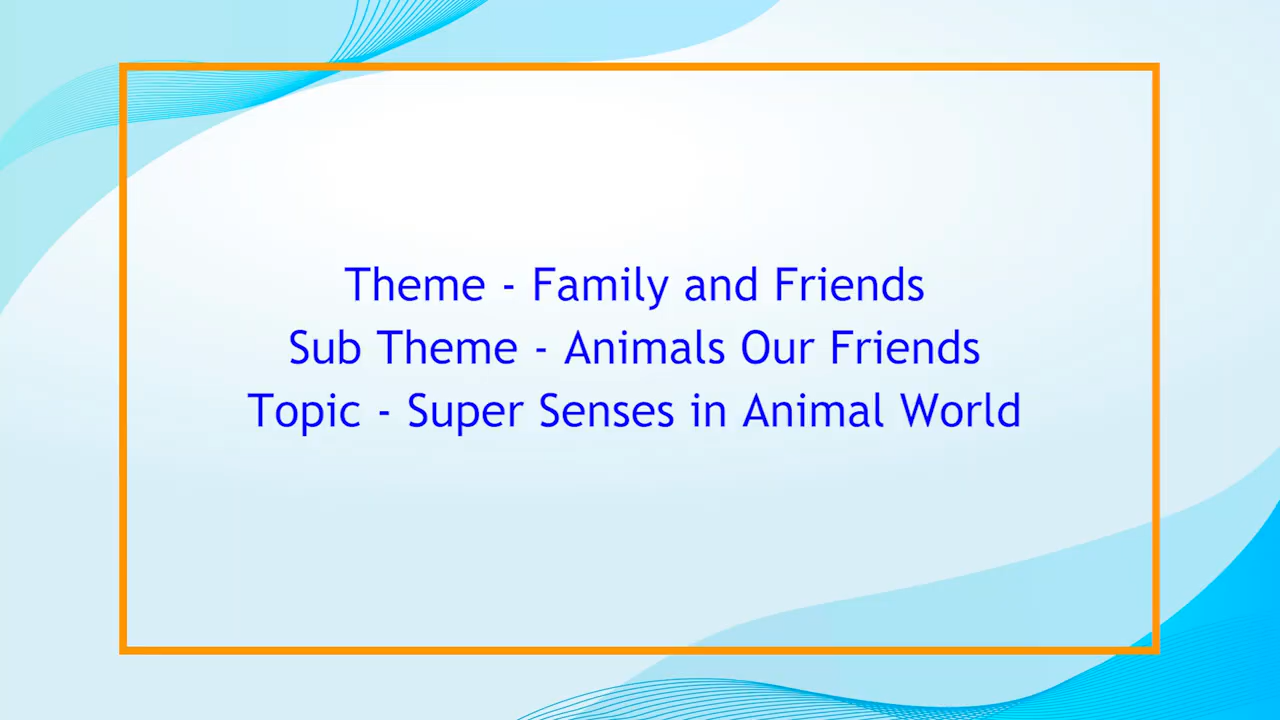 Theme - Family and Friends
Sub Theme - Animals Our Friends
Topic - Super Senses in Animal World